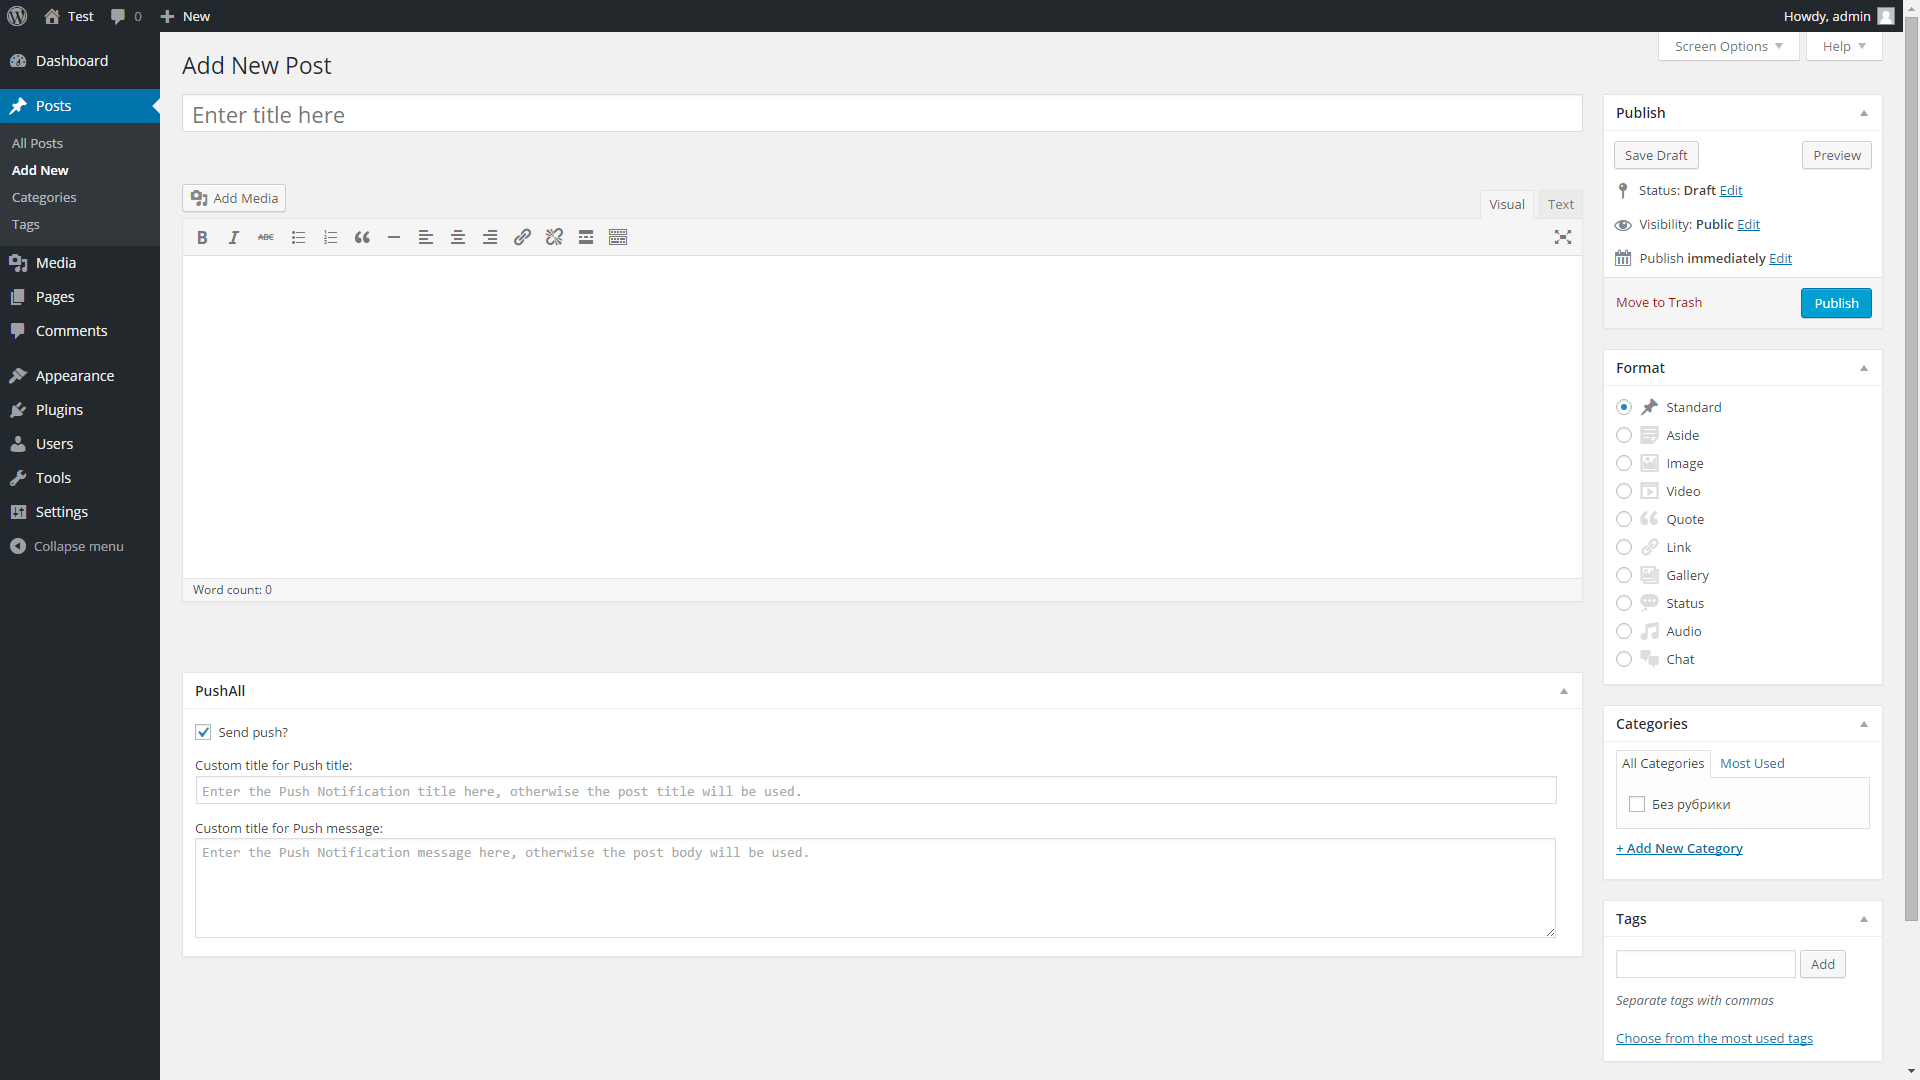 Test
0
New
Howdy, admin
Dashboard
Posts
All Posts
Add New
Categories
Tags
Media
Pages
Comments
Appearance
Plugins
Users
Tools
Settings
Collapse menu
Screen Options
Help
Add New Post
Enter title here
Add Media
Visual
Text
B
I
ABC
Word count: 0
PushAll
Send push?
Custom title for Push title:
Enter the Push Notification title here, otherwise the post title will be used.
Custom title for Push message:
Enter the Push Notification message here, otherwise the post body will be used.
Publish
Save Draft
Preview
Status: Draft Edit
Visibility: Public Edit
Publish immediately Edit
Move to Trash
Publish
Format
Standard
Aside
Image
Video
Quote
Link
Gallery
Status
Audio
Chat
Categories
All Categories
Most Used
Без рубрики
+ Add New Category
Tags
Add
Separate tags with commas
Choose from the most used tags